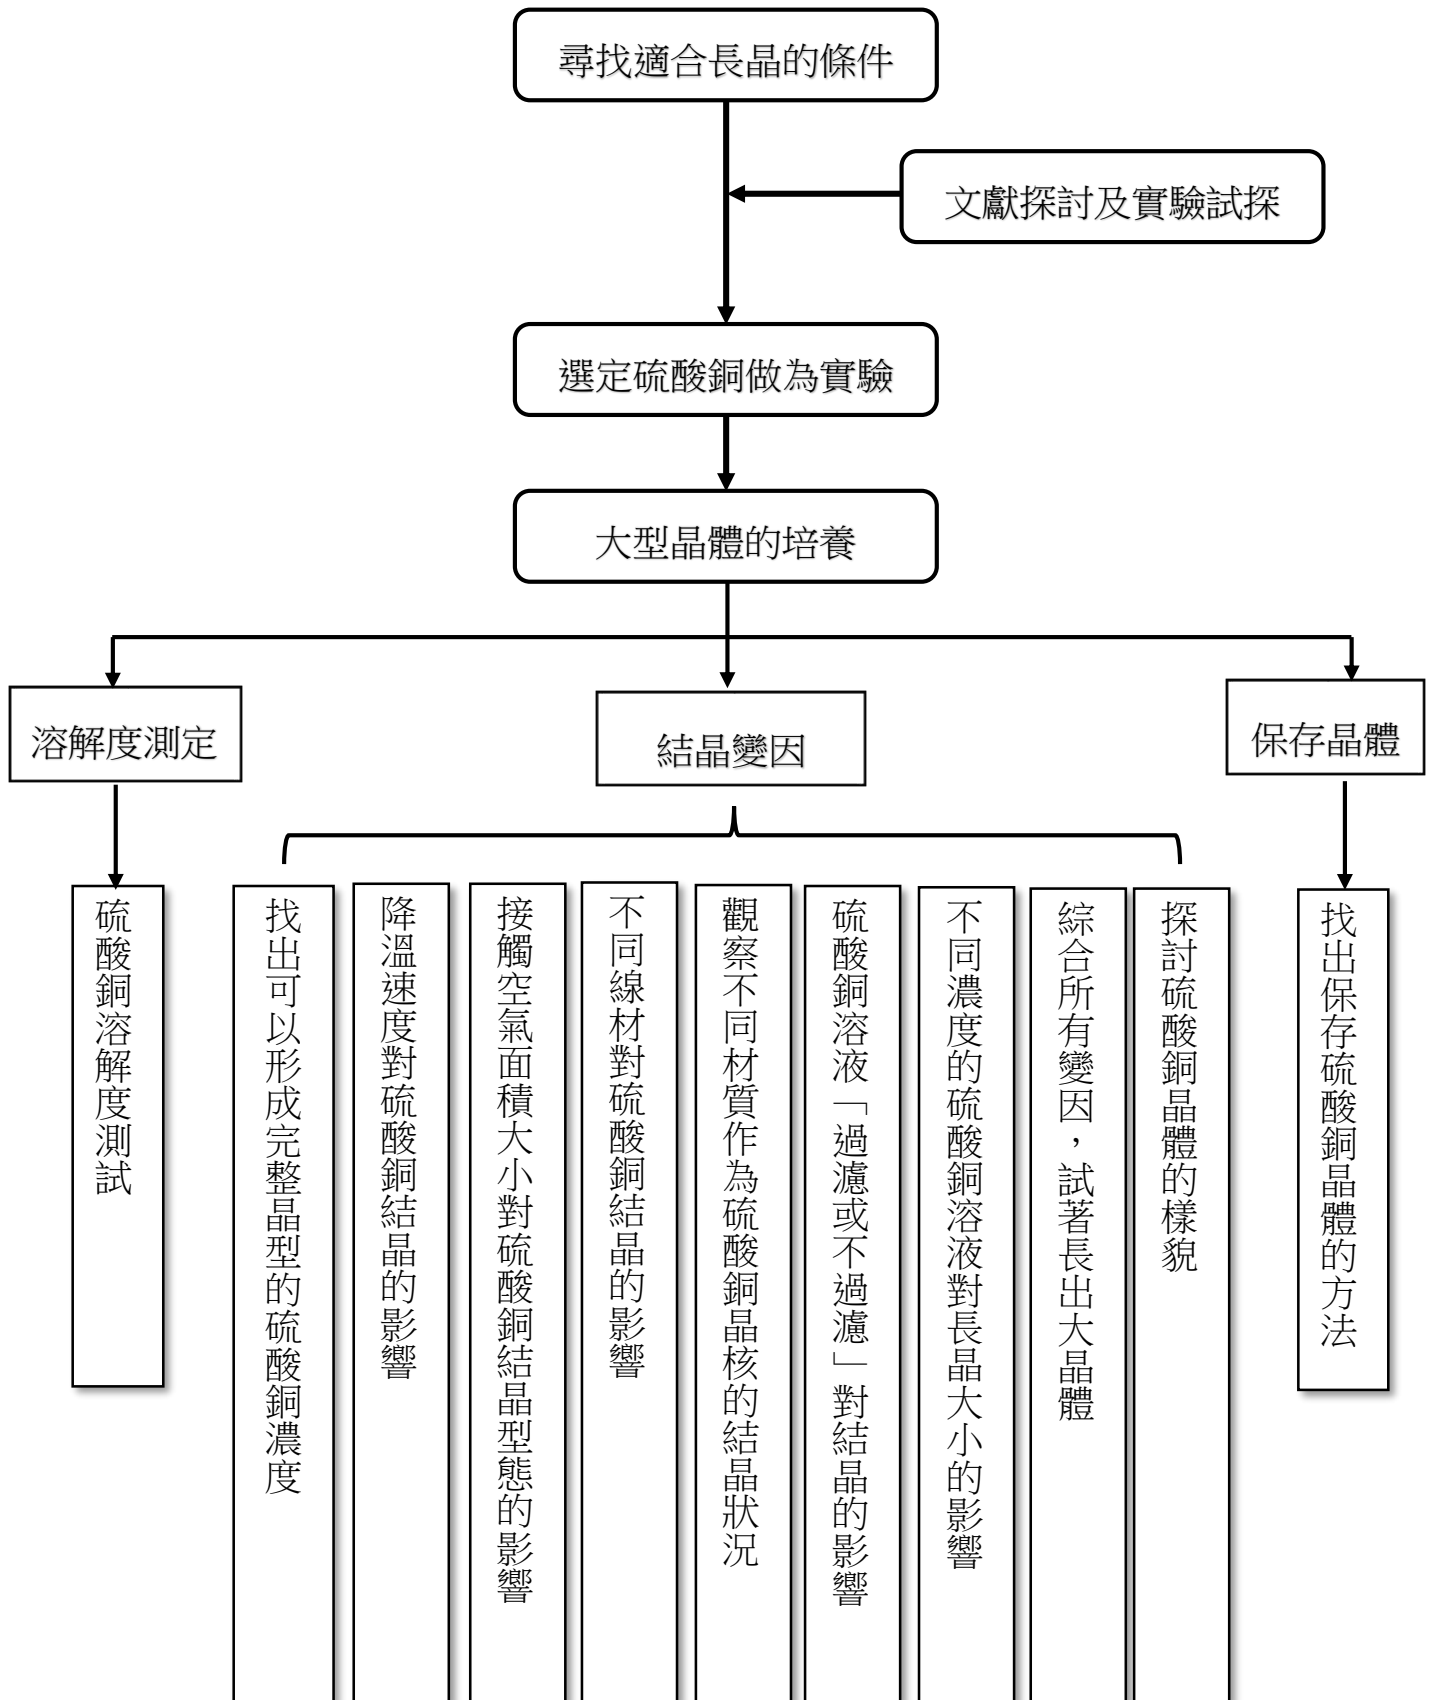 尋找適合長晶的條件
文獻探討及實驗試探
選定硫酸銅做為實驗
大型晶體的培養
溶解度測定
結晶變因
保存晶體
硫酸銅溶解度測試
找出可以形成完整晶型的硫酸銅濃度
降溫速度對硫酸銅結晶的影響
接觸空氣面積大小對硫酸銅結晶型態的影響
不同線材對硫酸銅結晶的影響
觀察不同材質作為硫酸銅晶核的結晶狀況
硫酸銅溶液「過濾或不過濾」對結晶的影響
不同濃度的硫酸銅溶液對長晶大小的影響
綜合所有變因，試著長出大晶體
探討硫酸銅晶體的樣貌
找出保存硫酸銅晶體的方法